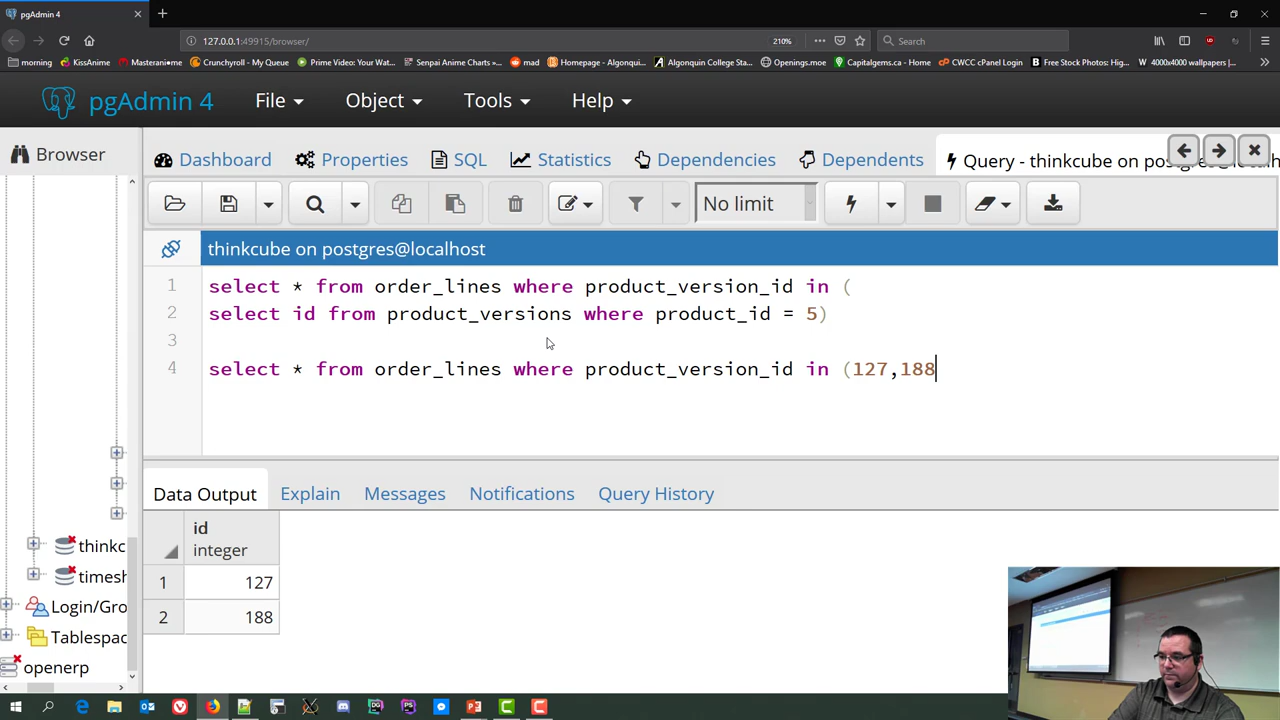 pgAdmin 4
127.0.0.1:49915/browser/
210%
Search
morning
KissAnime
Masterani•me
Crunchyroll - My Queue
Prime Video: Your Wat...
Senpai Anime Charts ...
mad
Homepage - Algonqui...
Algonquin College Sta...
Openings.moe
Capitalgems.ca - Home
CWCC cPanel Login
Free Stock Photos: Hig...
4000x4000 wallpapers |...
pgAdmin 4
File
Object
Tools
Help
Browser
Dashboard
Properties
SQL
Statistics
Dependencies
Dependents
Query - thinkcube on postgres@localh
No limit
thinkcube on postgres@localhost
1 select * from order_lines where product_version_id in (
2 select id from product_versions where product_id = 5)
3
4 select * from order_lines where product_version_id in (127,188
Data Output
Explain
Messages
Notifications
Query History
id
integer
1 127
2 188
thinkc
timesh
Login/Gro
Tablespac
openerp